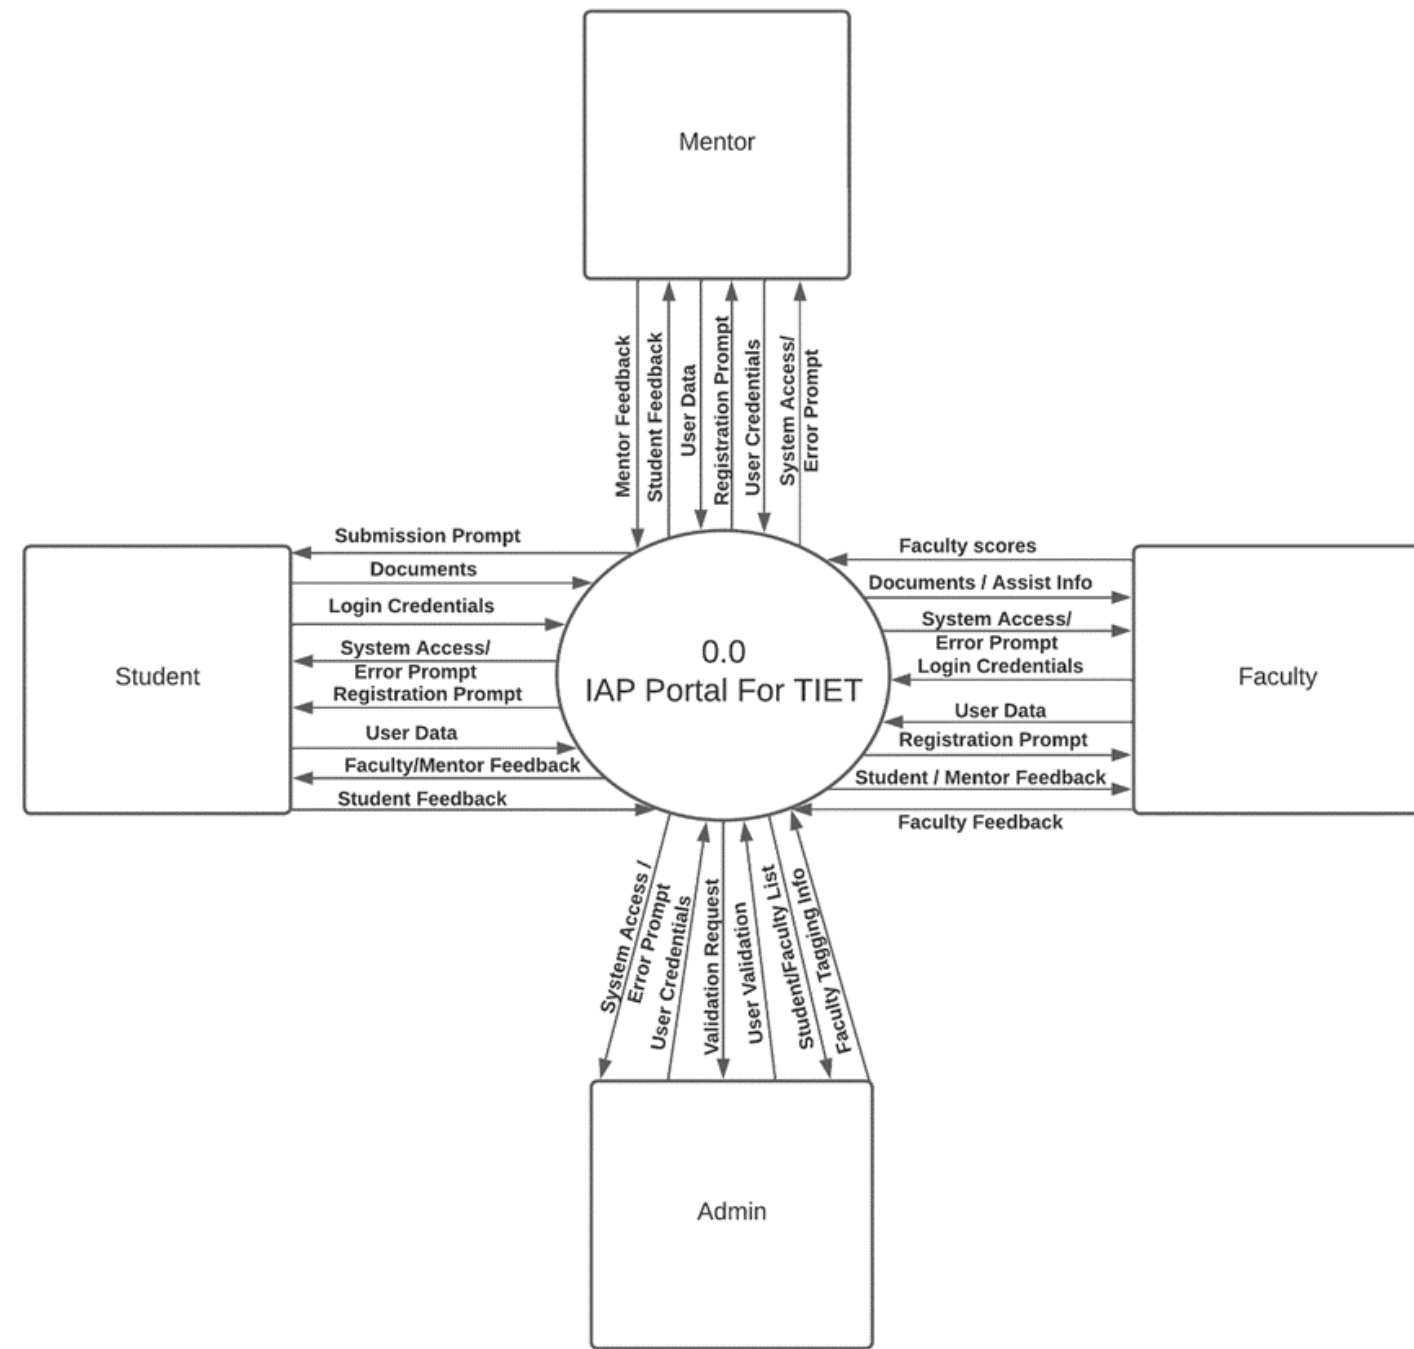 Mentor
Mentor Feedback
Student Feedback
User Data
Registration Prompt
User Credentials
System Access/
Error Prompt
Submission Prompt
Documents
Login Credentials
System Access/
Error Prompt
Registration Prompt
User Data
Faculty/Mentor Feedback
Student Feedback
Student
0.0
IAP Portal For TIET
Faculty scores
Documents / Assist Info
System Access/
Error Prompt
Login Credentials
User Data
Registration Prompt
Student / Mentor Feedback
Faculty Feedback
Faculty
System Access /
Error Prompt
User Credentials
Validation Request
User Validation
Student/Faculty List
Faculty Tagging Info
Admin